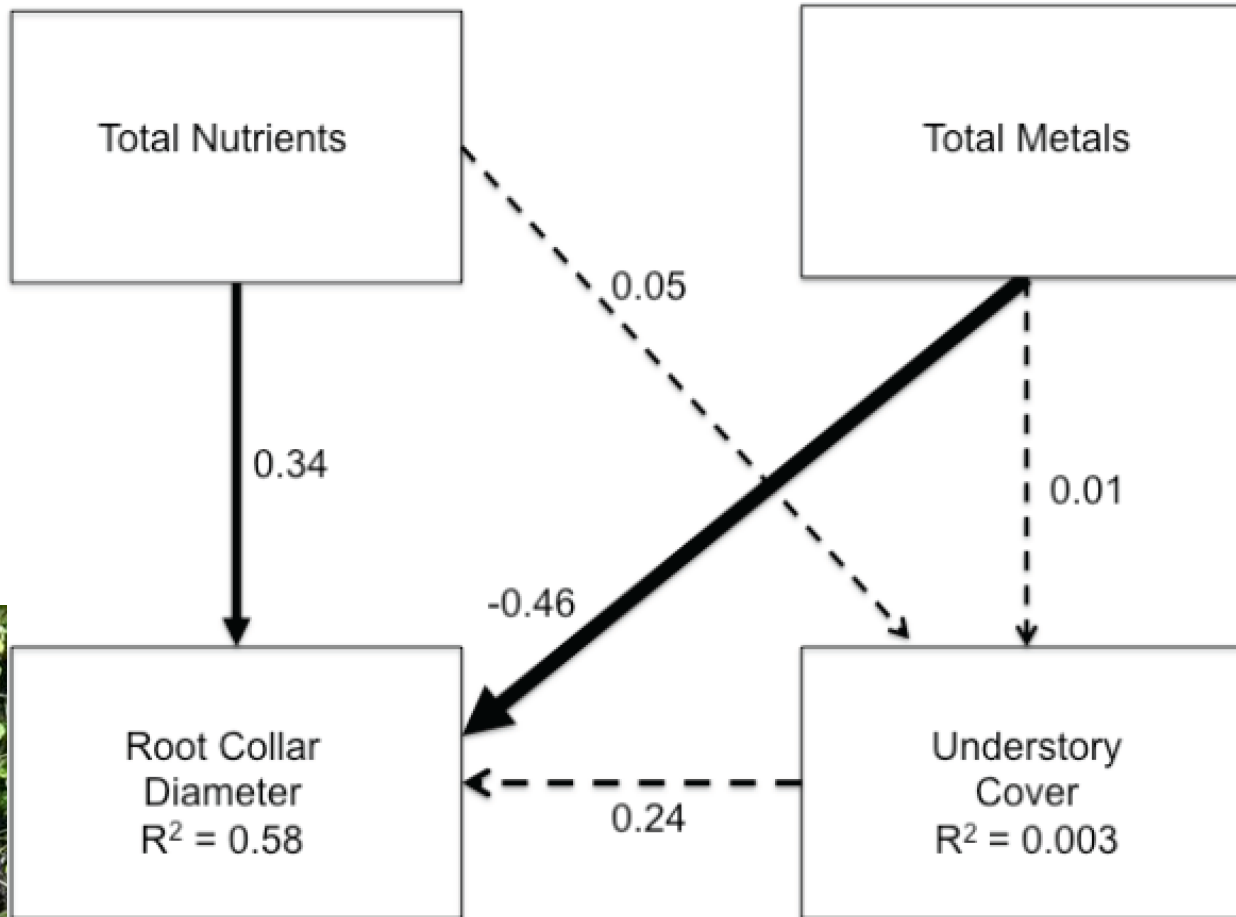 Total Nutrients
Total Metals
0.05
0.34
0.01
-0.46
Root Collar
Diameter
R² = 0.58
0.24
Understory
Cover
R² = 0.003